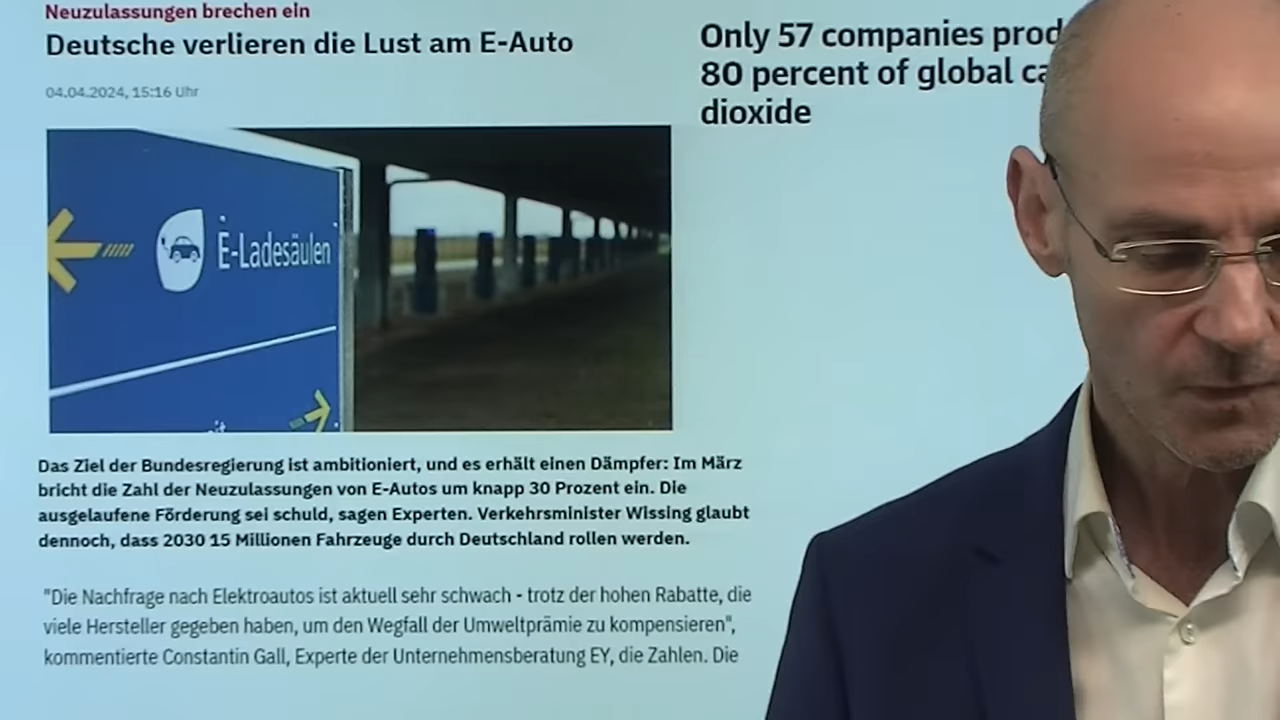 Neuzulassungen brechen ein
Deutsche verlieren die Lust am E-Auto
04.04.2024, 15:16 Uhr
E-Ladesäulen
Das Ziel der Bundesregierung ist ambitioniert, und es erhält einen Dämpfer: Im März
bricht die Zahl der Neuzulassungen von E-Autos um knapp 30 Prozent ein. Die
ausgelaufene Förderung sei schuld, sagen Experten. Verkehrsminister Wissing glaubt
dennoch, dass 2030 15 Millionen Fahrzeuge durch Deutschland rollen werden.
"Die Nachfrage nach Elektroautos ist aktuell sehr schwach - trotz der hohen Rabatte, die
viele Hersteller gegeben haben, um den Wegfall der Umweltprämie zu kompensieren",
kommentierte Constantin Gall, Experte der Unternehmensberatung EY, die Zahlen. Die
Only 57 companies prod
80 percent of global ca
dioxide